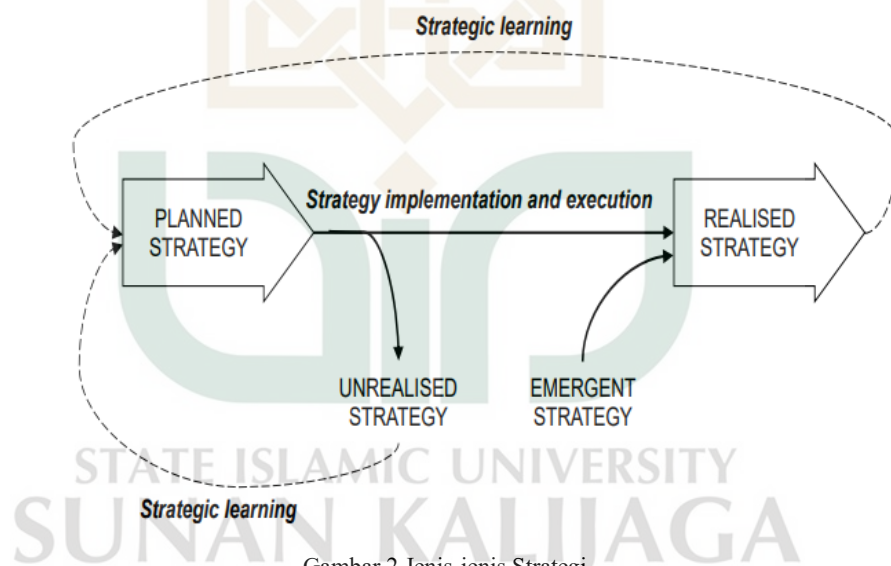 Strategic learning
Strategy implementation and execution
PLANNED
STRATEGY
REALISED
STRATEGY
UNREALISED
STRATEGY
EMERGENT
STRATEGY
STATE ISLAMIC UNIVERSITY
Strategic learning
SUNAN KALIJAGA
Gambar 2 Jenis-jenis Strategi